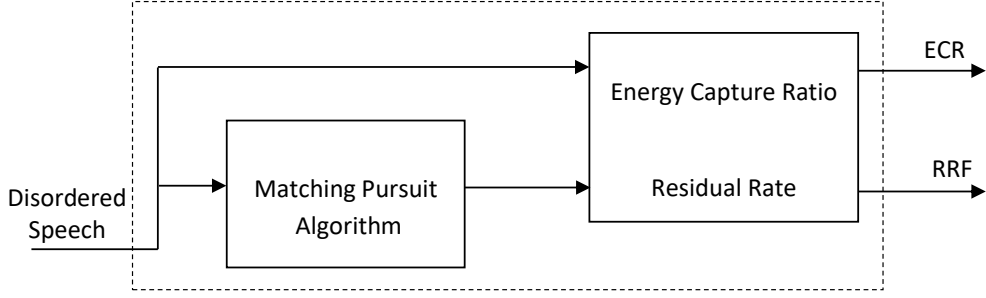 ECR
Energy Capture Ratio
Residual Rate
RRF
Matching Pursuit
Algorithm
Disordered
Speech